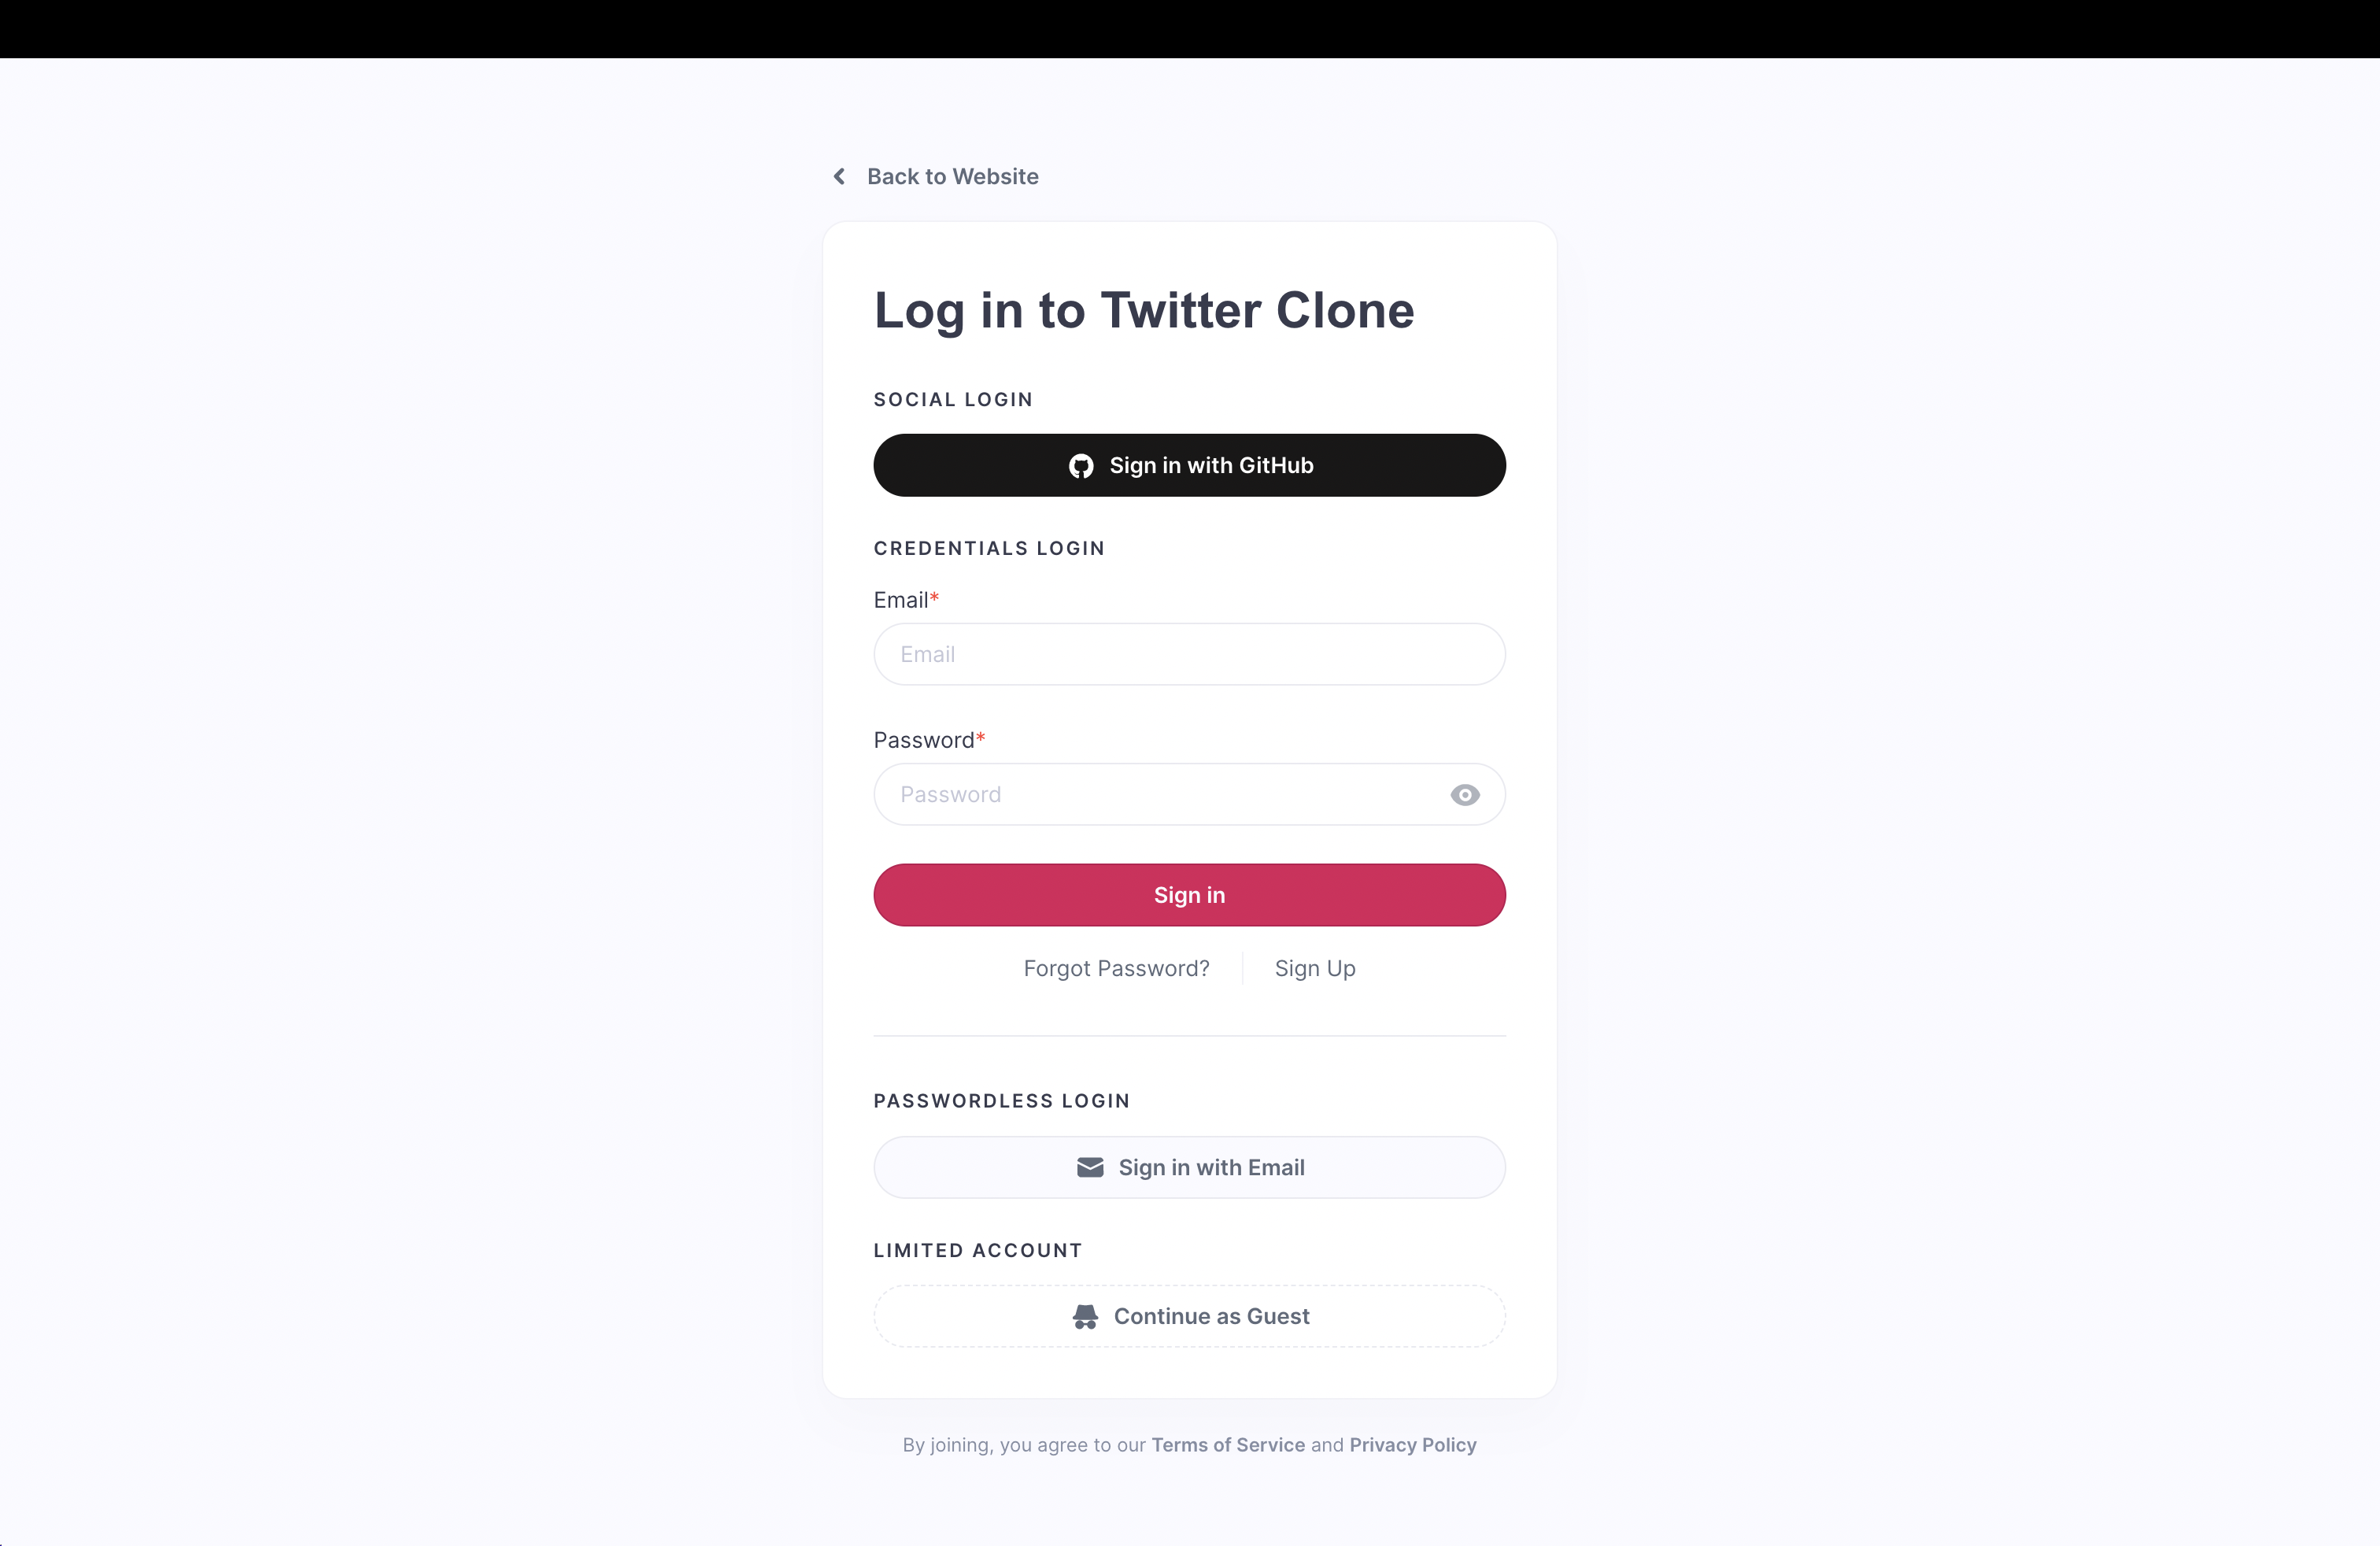 Back to Website
Log in to Twitter Clone
SOCIAL LOGIN
Sign in with GitHub
CREDENTIALS LOGIN
Email*
Email
Password*
Password
Sign in
Forgot Password? Sign Up
PASSWORDLESS LOGIN
Sign in with Email
LIMITED ACCOUNT
Continue as Guest
By joining, you agree to our Terms of Service and Privacy Policy